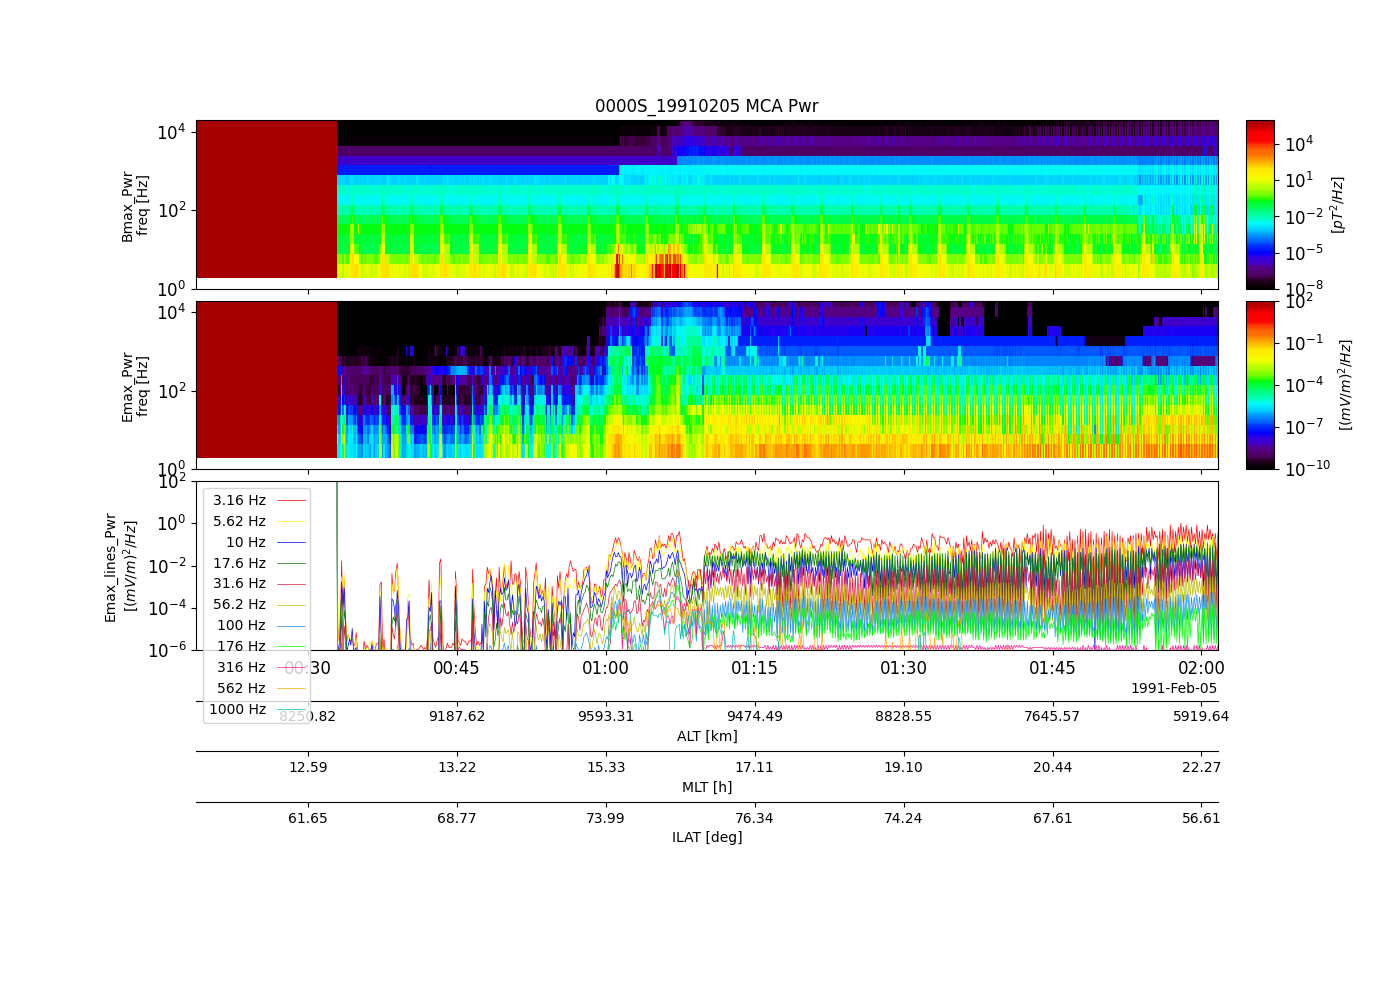 0000S_19910205 MCA Pwr
10^4
10^2
10^0
Bmax_Pwr
freq [Hz]
10^4
10^1
10^-2
10^-5
10^-8
[pT^2/Hz]
10^4
10^2
10^0
Emax_Pwr
freq [Hz]
10^2
10^-1
10^-4
10^-7
10^-10
[(mV/m)^2/Hz]
10^2
10^0
10^-2
10^-4
10^-6
Emax_lines_Pwr
[(mV/m)^2/Hz]
3.16 Hz
5.62 Hz
10 Hz
17.6 Hz
31.6 Hz
56.2 Hz
100 Hz
176 Hz
316 Hz
562 Hz
1000 Hz
00:30 00:45 01:00 01:15 01:30 01:45 02:00
1991-Feb-05
8250.82 9187.62 9593.31 9474.49 8828.55 7645.57 5919.64
ALT [km]
12.59 13.22 15.33 17.11 19.10 20.44 22.27
MLT [h]
61.65 68.77 73.99 76.34 74.24 67.61 56.61
ILAT [deg]